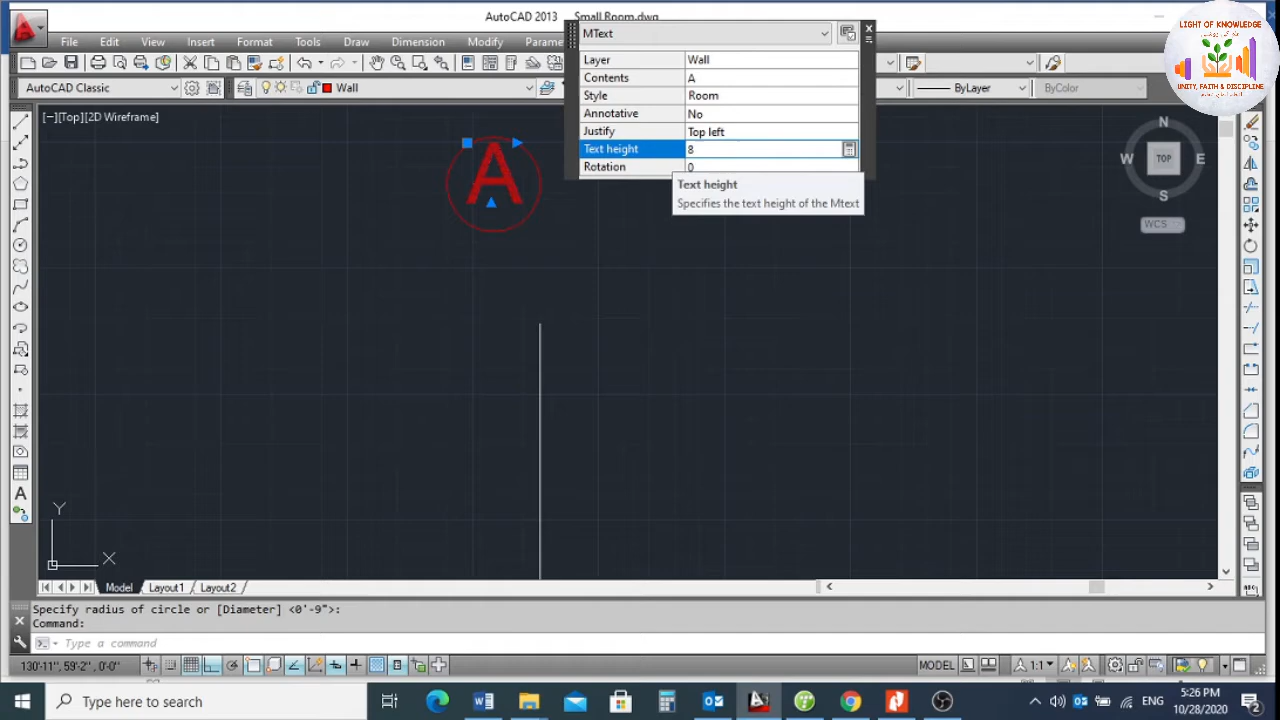 AutoCAD 2013 Small Room.dwg
LIGHT OF KNOWLEDGE
UNITY, FAITH & DISCIPLINE
File Edit View Insert Format Tools Draw Dimension Modify Parame
MText
Layer Wall
Contents A
Style Room
Annotative No
Justify Top left
Text height 8
Rotation 0
Text height
Specifies the text height of the Mtext
AutoCAD Classic
Wall
ByLayer
ByColor
[−][Top][2D Wireframe]
A
N
W TOP E
S
WCS
Y
X
A
Model Layout1 Layout2
Specify radius of circle or [Diameter] <0'-9">:
Command:
Type a command
130'-11", 59'-2" , 0'-0"
MODEL
1:1
Type here to search
ENG
5:26 PM
10/28/2020
2